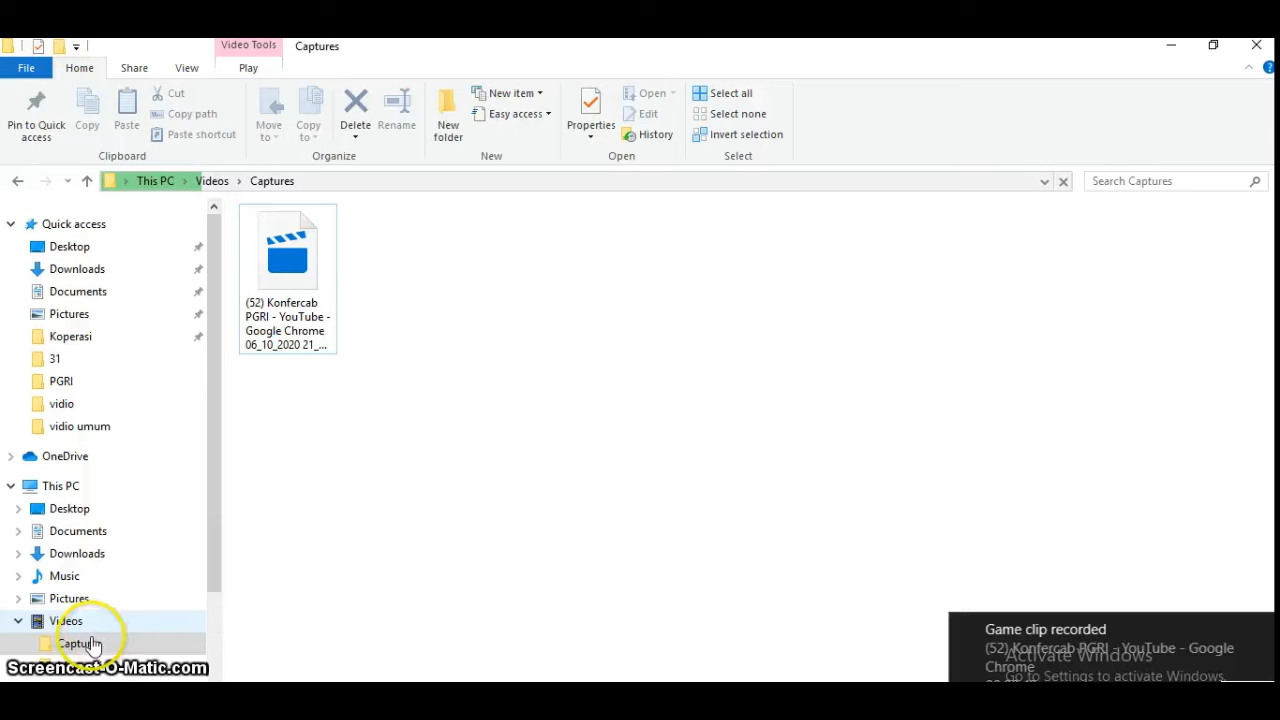 Video Tools
Captures
File
Home
Share
View
Play
Pin to Quick
access
Copy
Paste
Cut
Copy path
Paste shortcut
Clipboard
Move
to
Copy
to
Delete
Rename
Organize
New
folder
New item
Easy access
New
Properties
Open
Edit
History
Open
Select all
Select none
Invert selection
Select
This PC
Videos
Captures
Search Captures
Quick access
Desktop
Downloads
Documents
Pictures
Koperasi
31
PGRI
vidio
vidio umum
OneDrive
This PC
Desktop
Documents
Downloads
Music
Pictures
Videos
(52) Konfercab
PGRI - YouTube -
Google Chrome
06_10_2020 21_...
Game clip recorded
(52) Konfercab PGRI - YouTube - Google
Chrome
Activate Windows
Go to Settings to activate Windows.
Screencast-O-Matic.com